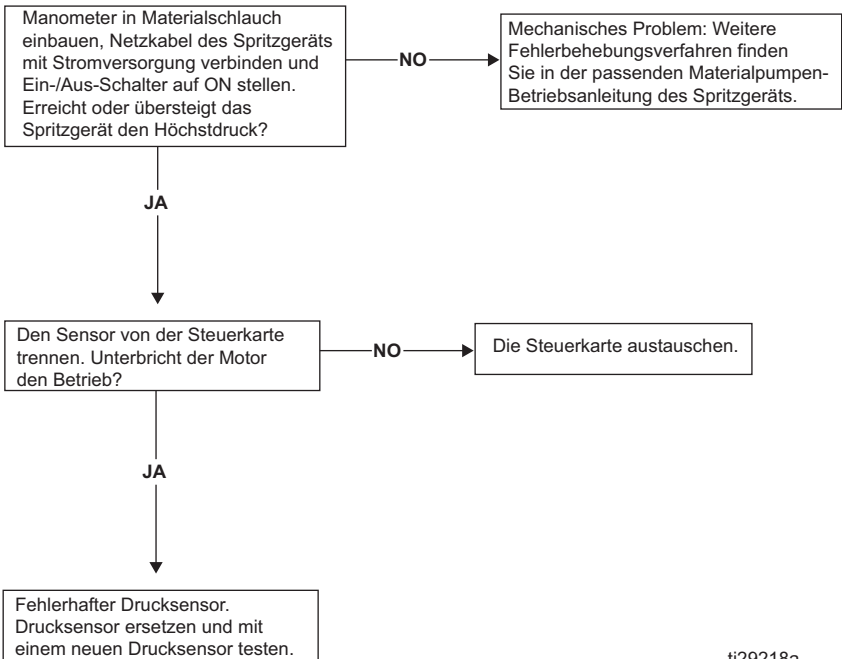 Manometer in Materialschlauch
einbauen, Netzkabel des Spritzgeräts
mit Stromversorgung verbinden und
Ein-/Aus-Schalter auf ON stellen.
Erreicht oder übersteigt das
Spritzgerät den Höchstdruck?
NO
Mechanisches Problem: Weitere
Fehlerbehebungsverfahren finden
Sie in der passenden Materialpumpen-
Betriebsanleitung des Spritzgeräts.
JA
Den Sensor von der Steuerkarte
trennen. Unterbricht der Motor
den Betrieb?
NO
Die Steuerkarte austauschen.
JA
Fehlerhafter Drucksensor.
Drucksensor ersetzen und mit
einem neuen Drucksensor testen.
ti29218a